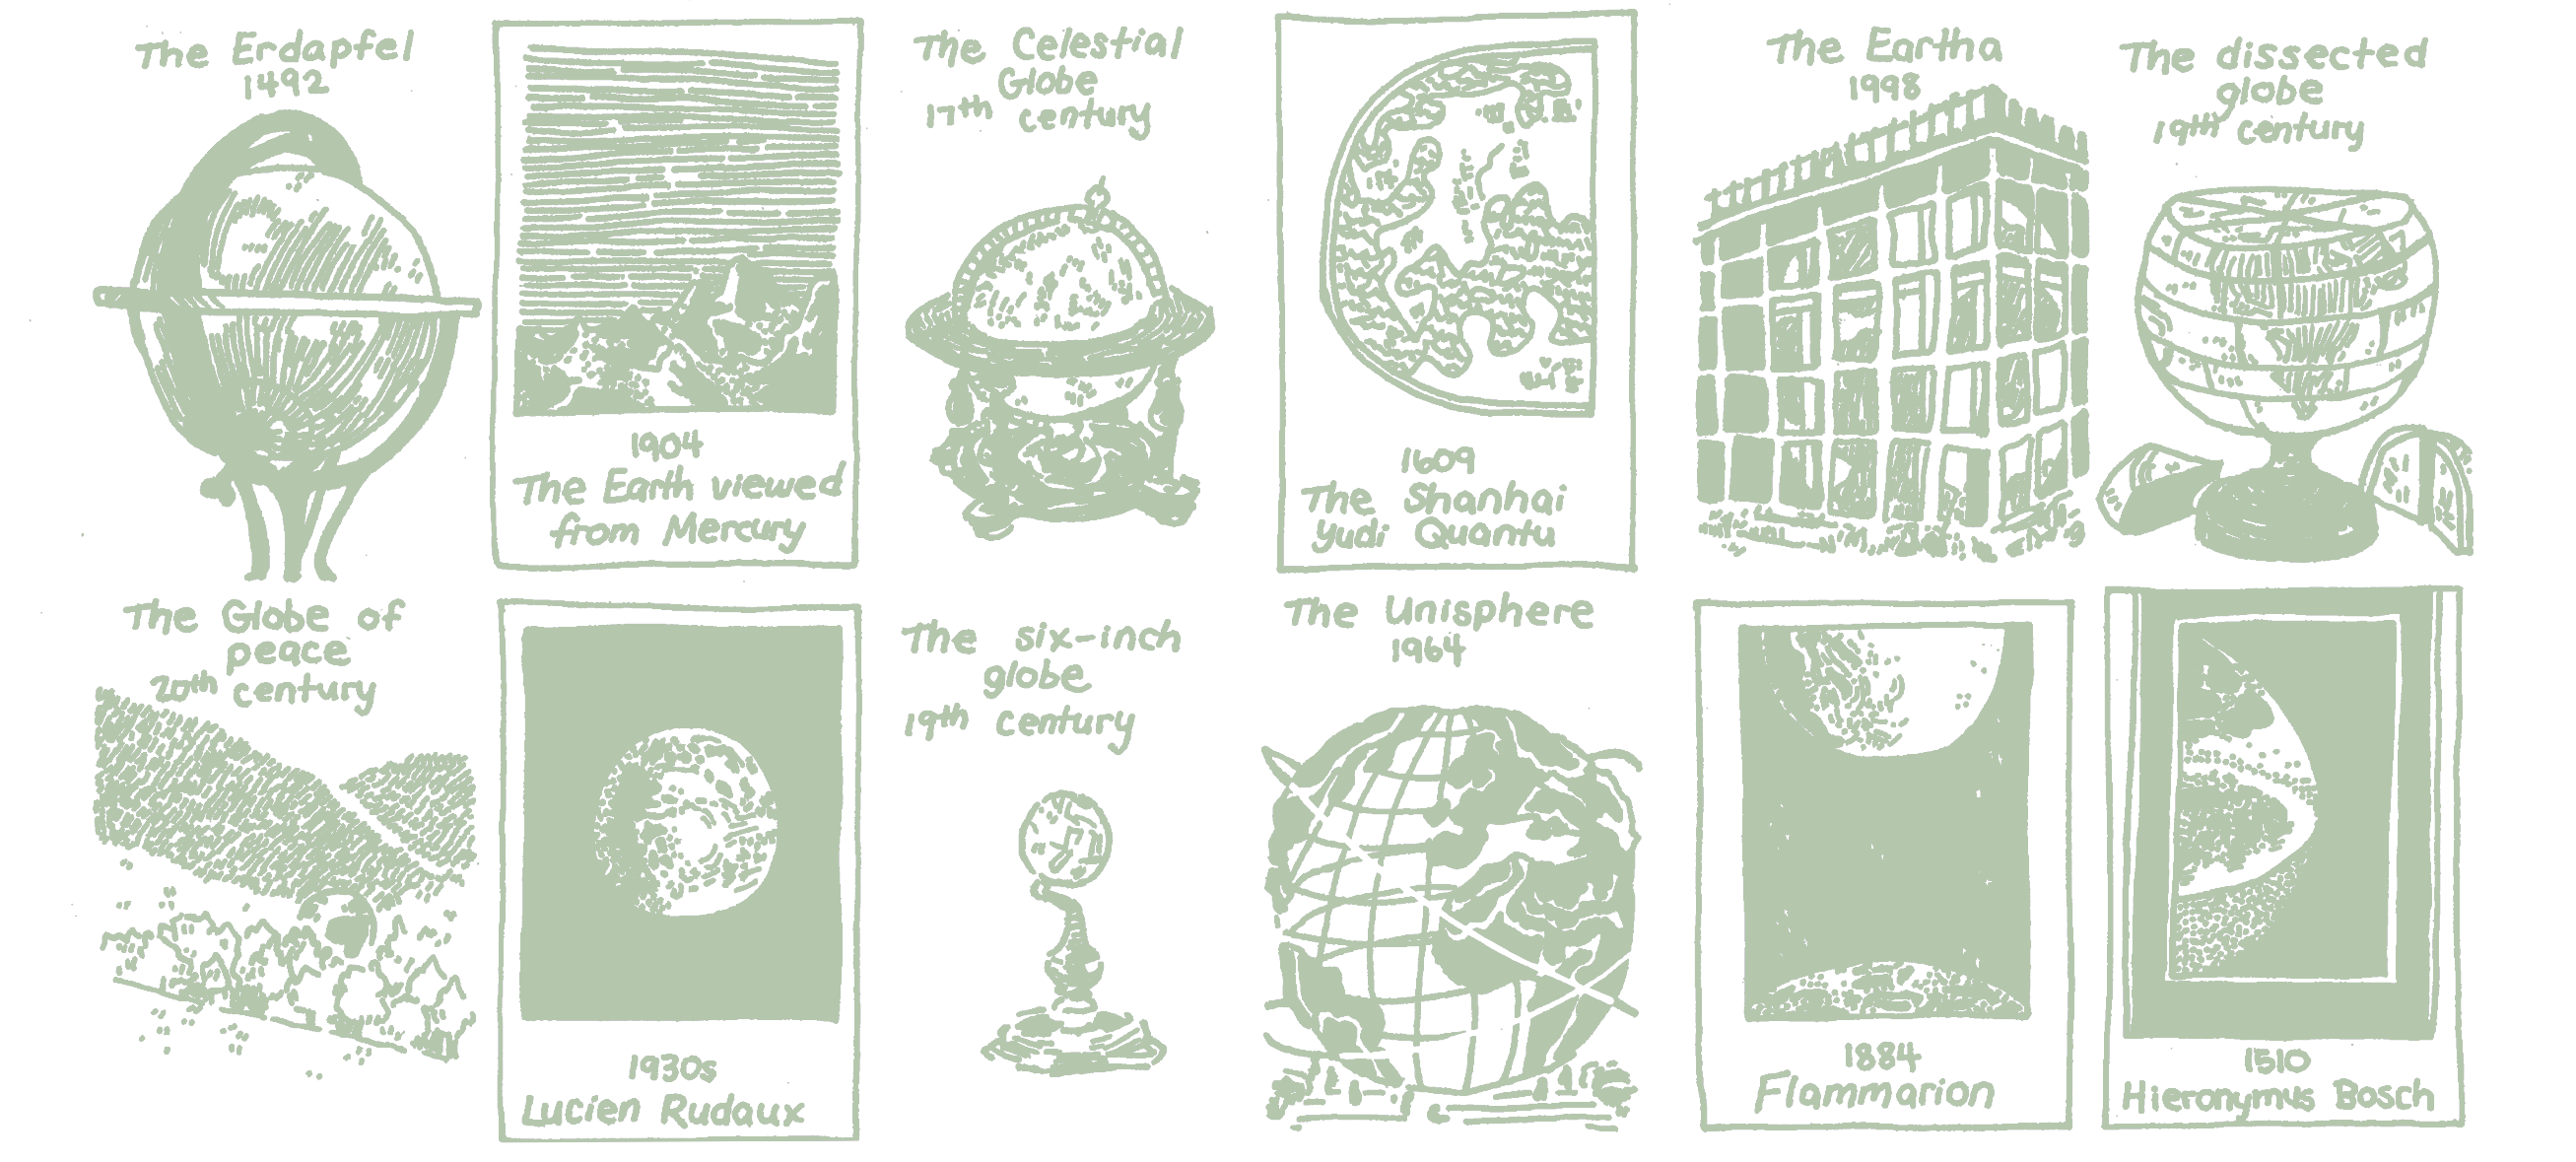 The Erdapfel
1492
1904
The Earth viewed
from Mercury
The Celestial
Globe
17th century
1609
The Shanhai
Yudi Quantu
The Eartha
1998
The dissected
globe
19th century
The Globe of
peace
20th century
1930s
Lucien Rudaux
The six-inch
globe
19th century
The Unisphere
1964
1884
Flammarion
1510
Hieronymus Bosch